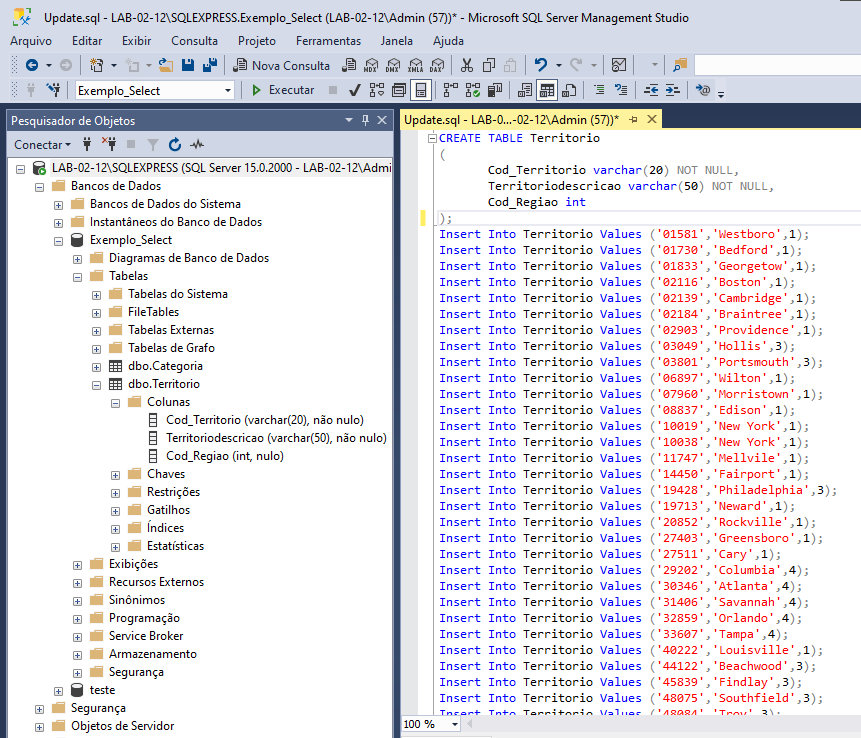 Update.sql - LAB-02-12\SQLEXPRESS.Exemplo_Select (LAB-02-12\Admin (57))* - Microsoft SQL Server Management Studio
Arquivo Editar Exibir Consulta Projeto Ferramentas Janela Ajuda
Nova Consulta MDX DMX XMLA DAX
Exemplo_Select Executar
Pesquisador de Objetos
Conectar
LAB-02-12\SQLEXPRESS (SQL Server 15.0.2000 - LAB-02-12\Admi
Bancos de Dados
Bancos de Dados do Sistema
Instantâneos do Banco de Dados
Exemplo_Select
Diagramas de Banco de Dados
Tabelas
Tabelas do Sistema
FileTables
Tabelas Externas
Tabelas de Grafo
dbo.Categoria
dbo.Territorio
Colunas
Cod_Territorio (varchar(20), não nulo)
Territoriodescricao (varchar(50), não nulo)
Cod_Regiao (int, nulo)
Chaves
Restrições
Gatilhos
Índices
Estatísticas
Exibições
Recursos Externos
Sinônimos
Programação
Service Broker
Armazenamento
Segurança
teste
Segurança
Objetos de Servidor
Update.sql - LAB-0...-02-12\Admin (57))*
CREATE TABLE Territorio
(
Cod_Territorio varchar(20) NOT NULL,
Territoriodescricao varchar(50) NOT NULL,
Cod_Regiao int
);
Insert Into Territorio Values ('01581','Westboro',1);
Insert Into Territorio Values ('01730','Bedford',1);
Insert Into Territorio Values ('01833','Georgetow',1);
Insert Into Territorio Values ('02116','Boston',1);
Insert Into Territorio Values ('02139','Cambridge',1);
Insert Into Territorio Values ('02184','Braintree',1);
Insert Into Territorio Values ('02903','Providence',1);
Insert Into Territorio Values ('03049','Hollis',3);
Insert Into Territorio Values ('03801','Portsmouth',3);
Insert Into Territorio Values ('06897','Wilton',1);
Insert Into Territorio Values ('07960','Morristown',1);
Insert Into Territorio Values ('08837','Edison',1);
Insert Into Territorio Values ('10019','New York',1);
Insert Into Territorio Values ('10038','New York',1);
Insert Into Territorio Values ('11747','Mellvile',1);
Insert Into Territorio Values ('14450','Fairport',1);
Insert Into Territorio Values ('19428','Philadelphia',3);
Insert Into Territorio Values ('19713','Neward',1);
Insert Into Territorio Values ('20852','Rockville',1);
Insert Into Territorio Values ('27403','Greensboro',1);
Insert Into Territorio Values ('27511','Cary',1);
Insert Into Territorio Values ('29202','Columbia',4);
Insert Into Territorio Values ('30346','Atlanta',4);
Insert Into Territorio Values ('31406','Savannah',4);
Insert Into Territorio Values ('32859','Orlando',4);
Insert Into Territorio Values ('33607','Tampa',4);
Insert Into Territorio Values ('40222','Louisville',1);
Insert Into Territorio Values ('44122','Beachwood',3);
Insert Into Territorio Values ('45839','Findlay',3);
Insert Into Territorio Values ('48075','Southfield',3);
Insert Into Territorio Values ('48084','Troy',3);
100 %